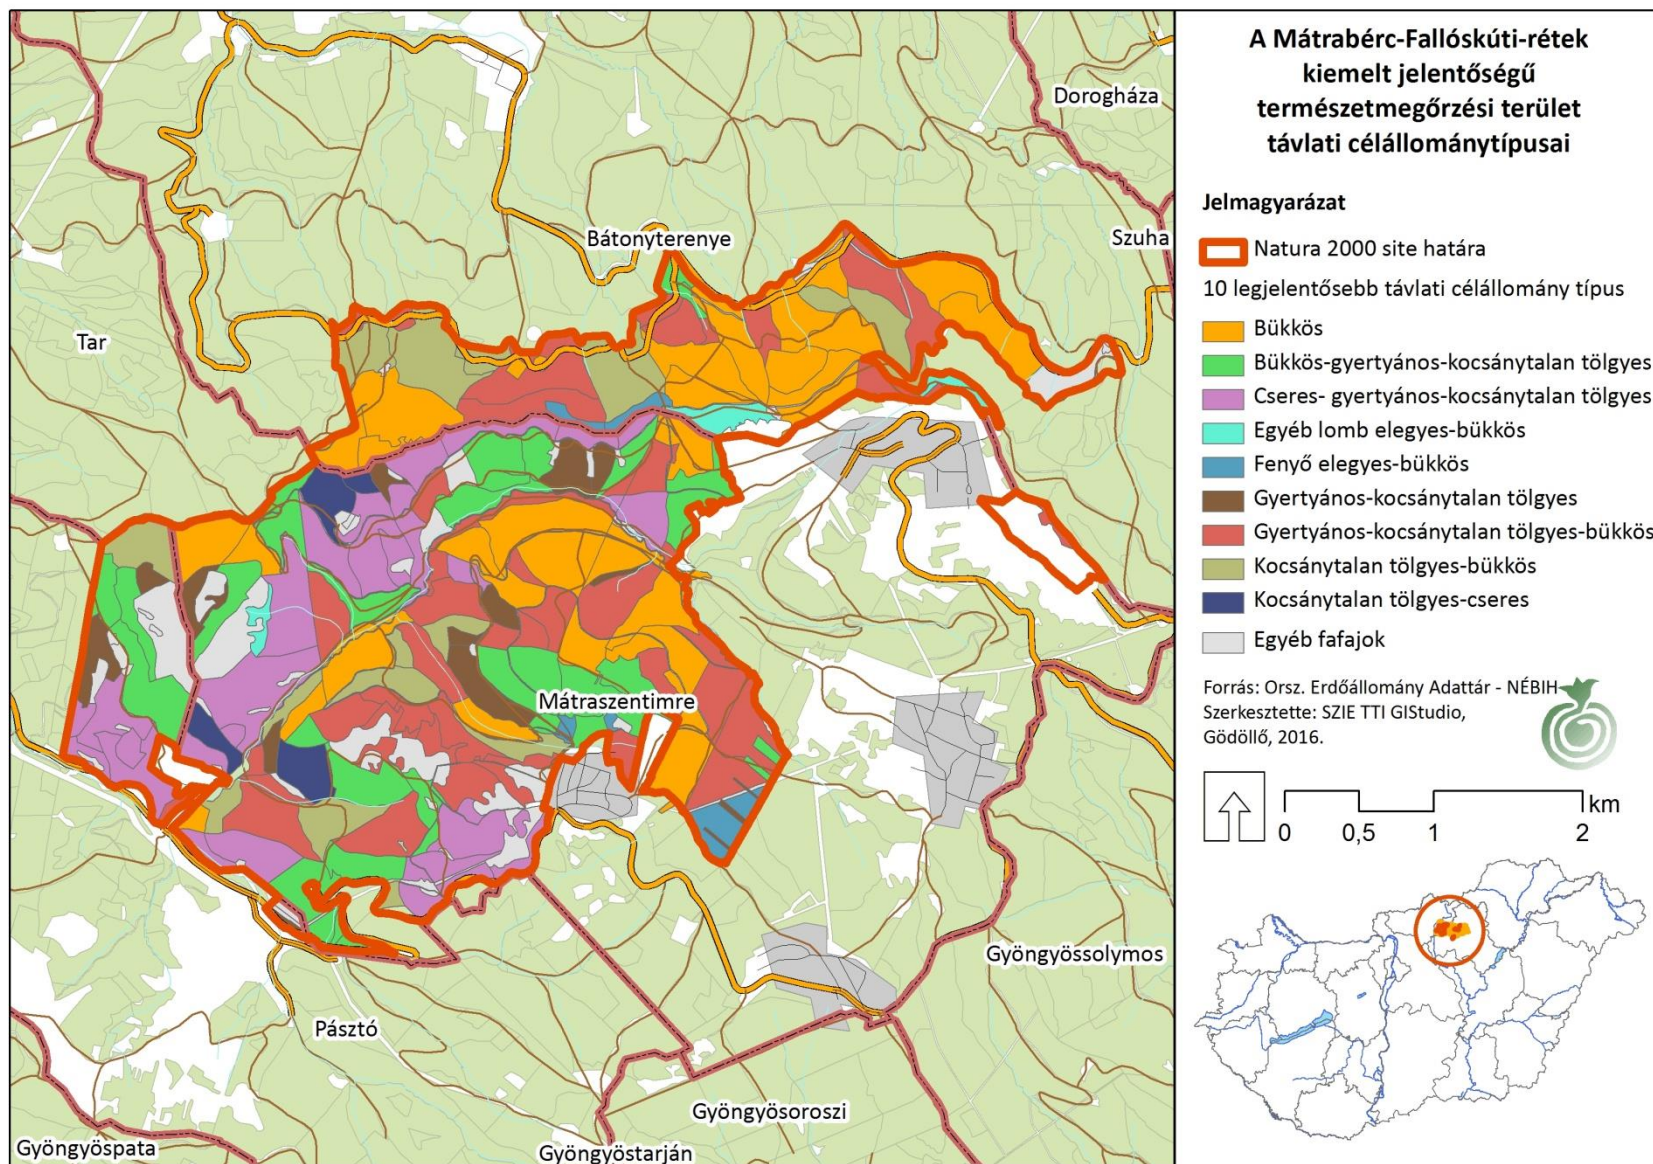 A Mátrabérc-Fallóskúti-rétek
kiemelt jelentőségű
természetmegőrzési terület
távlati célállománytípusai
Jelmagyarázat
Natura 2000 site határa
10 legjelentősebb távlati célállomány típus
Bükkös
Bükkös-gyertyános-kocsánytalan tölgyes
Cseres- gyertyános-kocsánytalan tölgyes
Egyéb lomb elegyes-bükkös
Fenyő elegyes-bükkös
Gyertyános-kocsánytalan tölgyes
Gyertyános-kocsánytalan tölgyes-bükkös
Kocsánytalan tölgyes-bükkös
Kocsánytalan tölgyes-cseres
Egyéb fafajok
Forrás: Orsz. Erdőállomány Adattár - NÉBIH
Szerkesztette: SZIE TTI GIStudio,
Gödöllő, 2016.
km
0 0,5 1 2
Dorogháza
Bátonyterenye
Szuha
Tar
Mátraszentimre
Gyöngyössolymos
Pásztó
Gyöngyösoroszi
Gyöngyöspata
Gyöngyöstarján